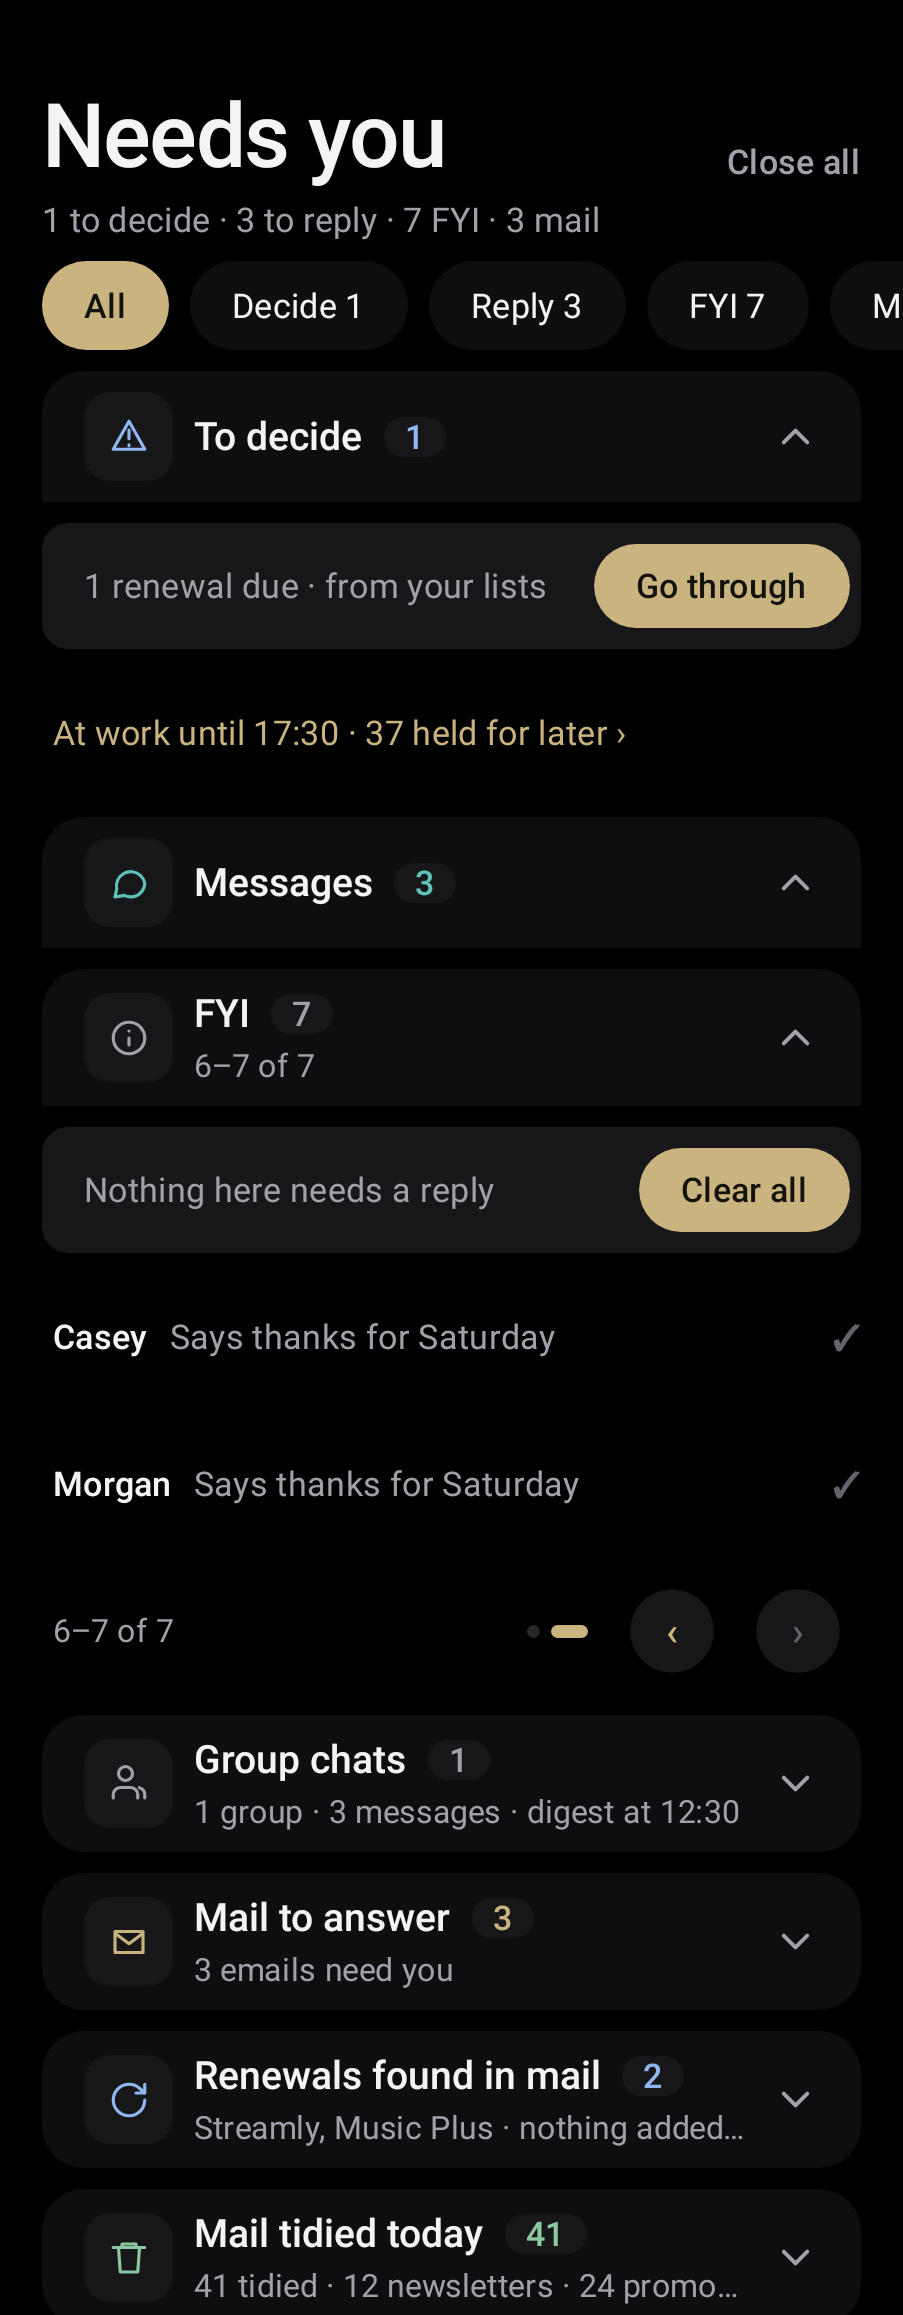 Needs you
Close all
1 to decide · 3 to reply · 7 FYI · 3 mail
All
Decide 1
Reply 3
FYI 7
M
To decide 1
1 renewal due · from your lists
Go through
At work until 17:30 · 37 held for later ›
Messages 3
FYI 7
6–7 of 7
Nothing here needs a reply
Clear all
Casey Says thanks for Saturday ✓
Morgan Says thanks for Saturday ✓
6–7 of 7
‹ ›
Group chats 1
1 group · 3 messages · digest at 12:30
Mail to answer 3
3 emails need you
Renewals found in mail 2
Streamly, Music Plus · nothing added…
Mail tidied today 41
41 tidied · 12 newsletters · 24 promo…